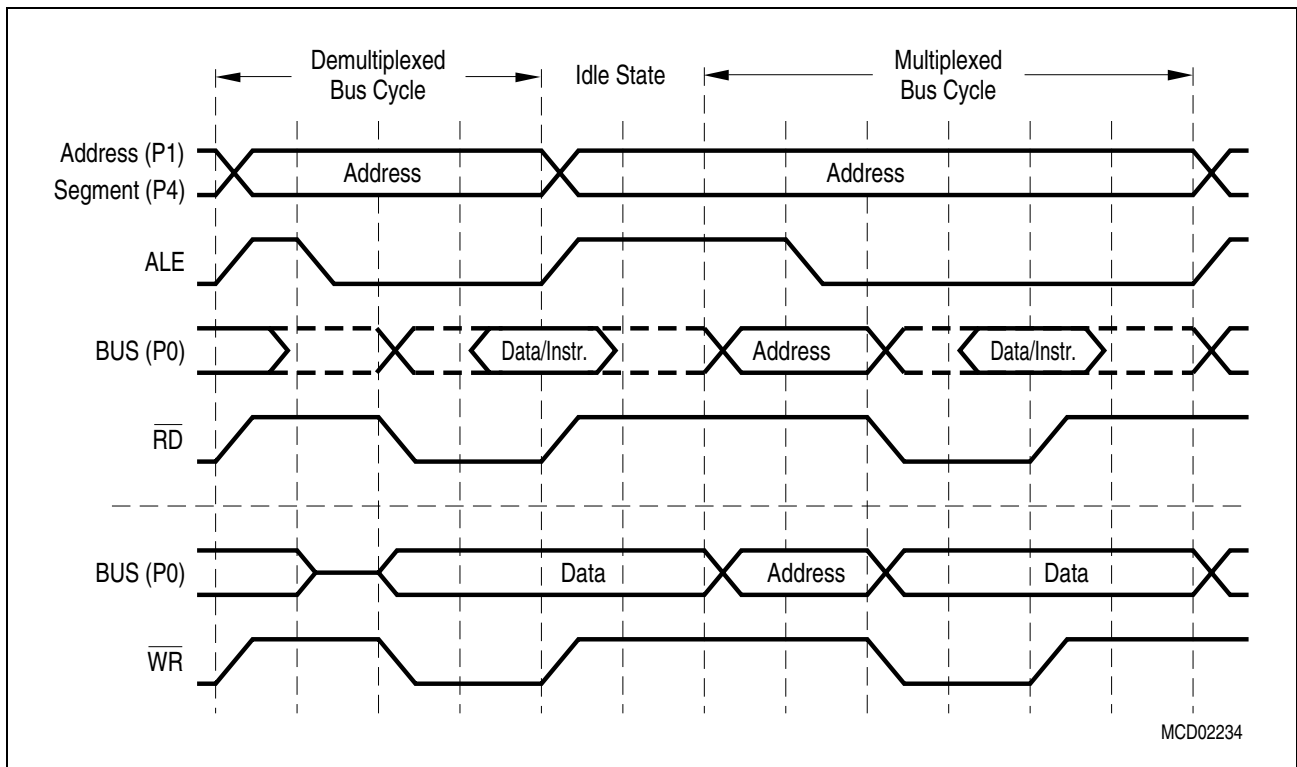 Demultiplexed
Bus Cycle
Idle State
Multiplexed
Bus Cycle
Address (P1)
Segment (P4)
Address
Address
ALE
BUS (P0)
Data/Instr.
Address
Data/Instr.
RD
BUS (P0)
Data
Address
Data
WR
MCD02234